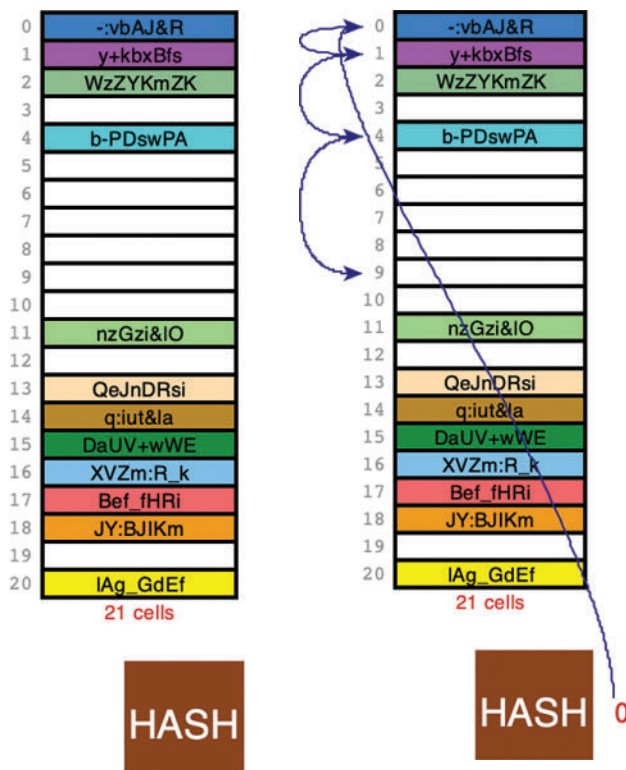 0 -:vbAJ&R
1 y+kbxBfs
2 WzZYKmZK
3
4 b-PDswPA
5
6
7
8
9
10
11 nzGzi&lO
12
13 QeJnDRsi
14 q:iut&la
15 DaUV+wWE
16 XVZm:R_k
17 Bef_fHRi
18 JY:BJIKm
19
20 lAg_GdEf
21 cells
HASH
0 -:vbAJ&R
1 y+kbxBfs
2 WzZYKmZK
3
4 b-PDswPA
5
6
7
8
9
10
11 nzGzi&lO
12
13 QeJnDRsi
14 q:iut&la
15 DaUV+wWE
16 XVZm:R_k
17 Bef_fHRi
18 JY:BJIKm
19
20 lAg_GdEf
21 cells
HASH 0